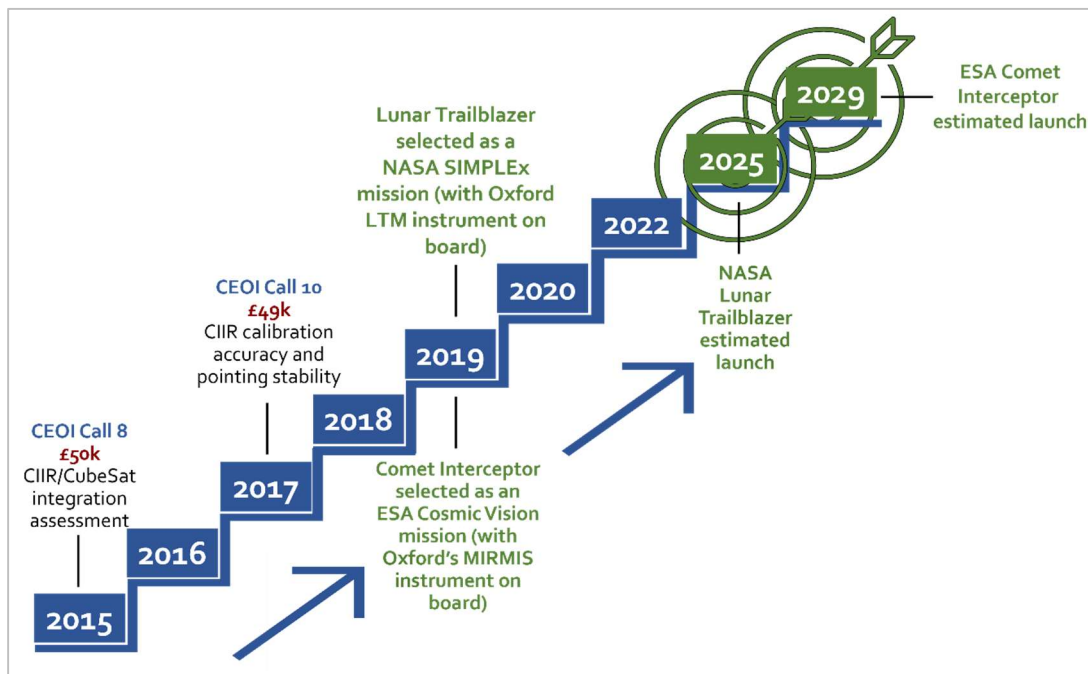 CEOI Call 8
£50k
CIIR/CubeSat
integration
assessment
2015
2016
CEOI Call 10
£49k
CIIR calibration
accuracy and
pointing stability
2017
2018
Lunar Trailblazer
selected as a
NASA SIMPLEx
mission (with Oxford
LTM instrument on
board)
2019
Comet Interceptor
selected as an
ESA Cosmic Vision
mission (with
Oxford's MIRMIS
instrument on
board)
2020
2022
2025
NASA
Lunar
Trailblazer
estimated
launch
2029
ESA Comet
Interceptor
estimated launch